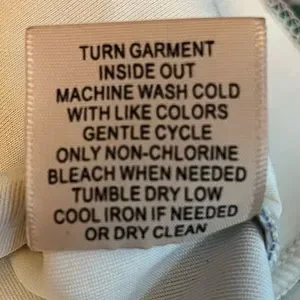 TURN GARMENT
INSIDE OUT
MACHINE WASH COLD
WITH LIKE COLORS
GENTLE CYCLE
ONLY NON-CHLORINE
BLEACH WHEN NEEDED
TUMBLE DRY LOW
COOL IRON IF NEEDED
OR DRY CLEAN